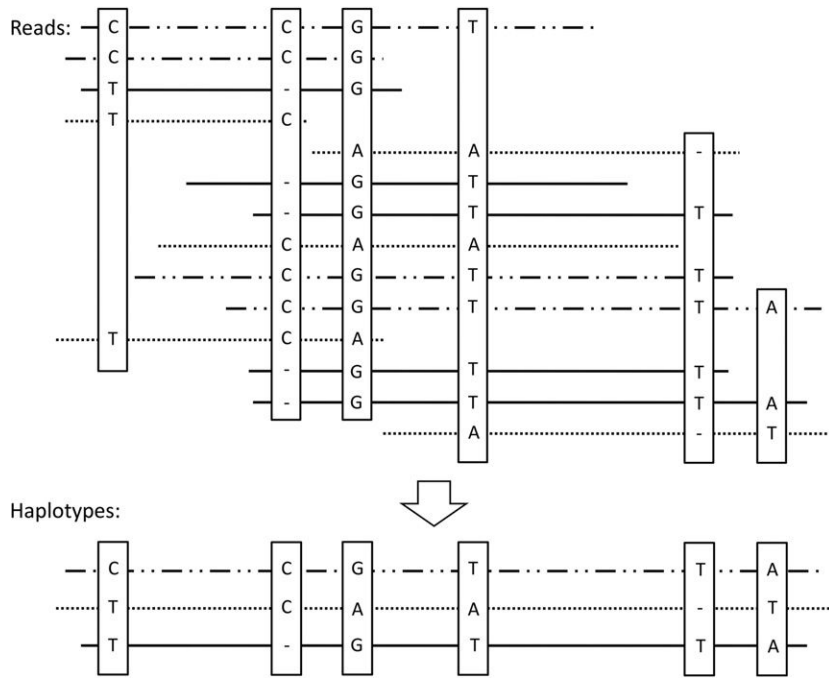 Reads: C C G T
C C G
T - G
T C
A A -
- G T
- G T T
C A A
C G T T
C G T T A
T C A
- G T T
- G T T A
A - T
Haplotypes:
C C G T T A
T C A A - T
T - G T T A